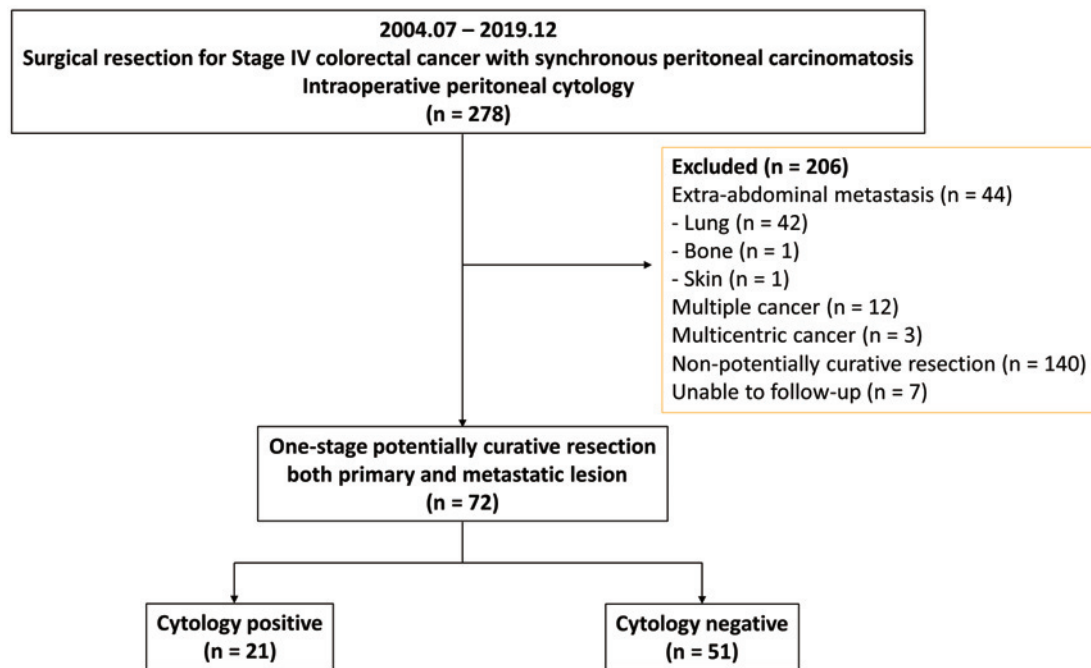 2004.07 – 2019.12
Surgical resection for Stage IV colorectal cancer with synchronous peritoneal carcinomatosis
Intraoperative peritoneal cytology
(n = 278)
Excluded (n = 206)
Extra-abdominal metastasis (n = 44)
- Lung (n = 42)
- Bone (n = 1)
- Skin (n = 1)
Multiple cancer (n = 12)
Multicentric cancer (n = 3)
Non-potentially curative resection (n = 140)
Unable to follow-up (n = 7)
One-stage potentially curative resection
both primary and metastatic lesion
(n = 72)
Cytology positive
(n = 21)
Cytology negative
(n = 51)